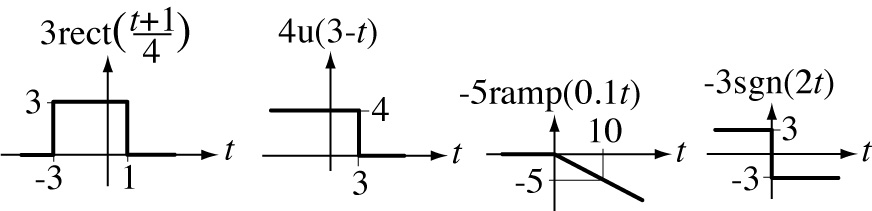 3rect(t+1/4)
3
-3
1
t
4u(3-t)
4
3
t
-5ramp(0.1t)
10
-5
t
-3sgn(2t)
3
-3
t